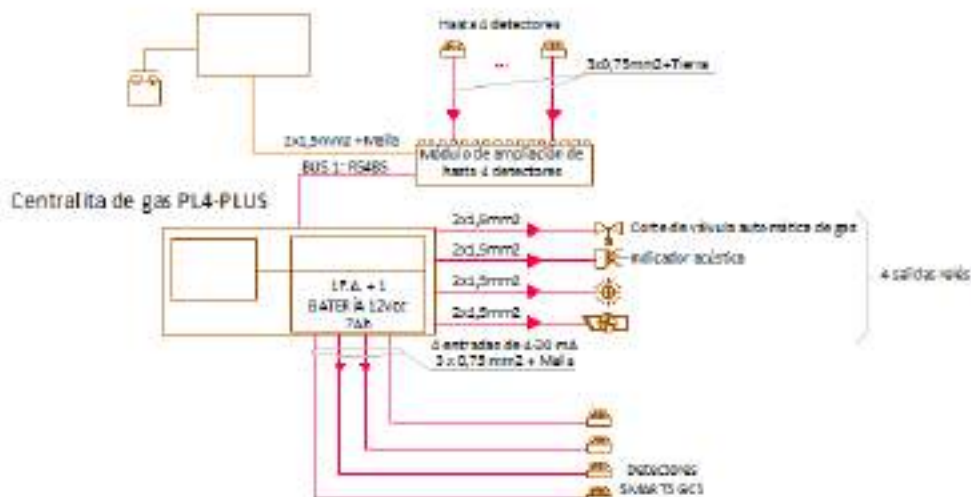 Hasta 4 detectores
3x0,75mm2+Tierra
2x1,5mm2 +Malla
BUS 1: RS485
Módulo de ampliación de
hasta 4 detectores
Centralita de gas PL4-PLUS
2x1,5mm2
Corte de válvula automática de gas
2x1,5mm2
Indicador acústico
2x1,5mm2
4 salidas relés
2x1,5mm2
BATERÍA 12Vcc
7Ah
4 entradas de 4-20 mA
3 x 0,75 mm2 + Malla
Detectores